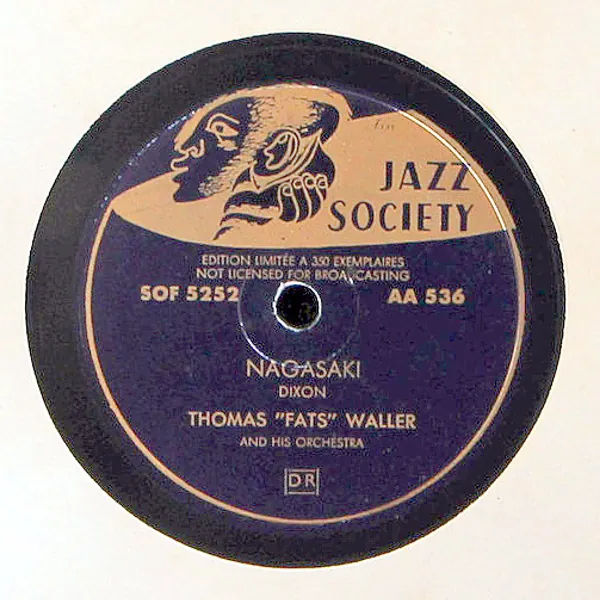 JAZZ
SOCIETY
EDITION LIMITÉE A 350 EXEMPLAIRES
NOT LICENSED FOR BROADCASTING
SOF 5252 AA 536
NAGASAKI
DIXON
THOMAS "FATS" WALLER
AND HIS ORCHESTRA
DR